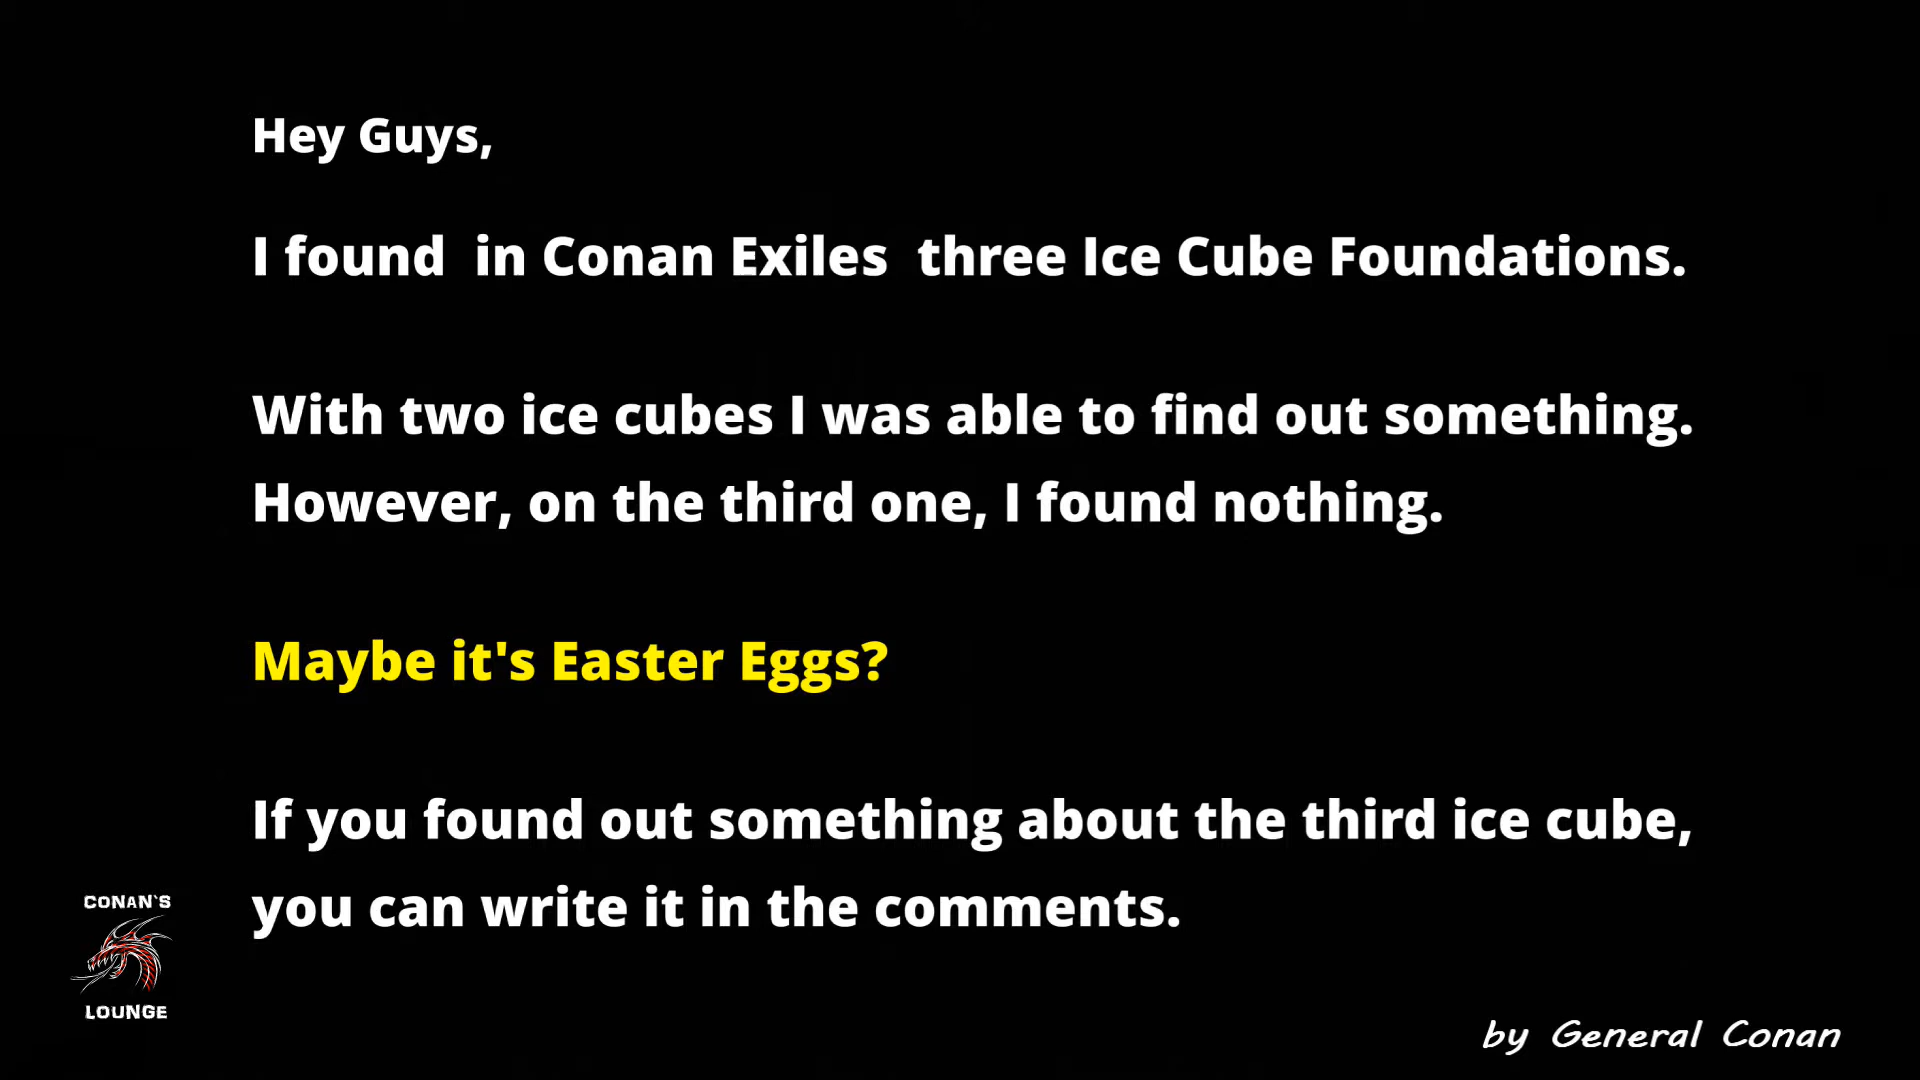 Hey Guys,
I found in Conan Exiles three Ice Cube Foundations.
With two ice cubes I was able to find out something.
However, on the third one, I found nothing.
Maybe it's Easter Eggs?
If you found out something about the third ice cube,
you can write it in the comments.
CONAN`S
LOUNGE
by General Conan